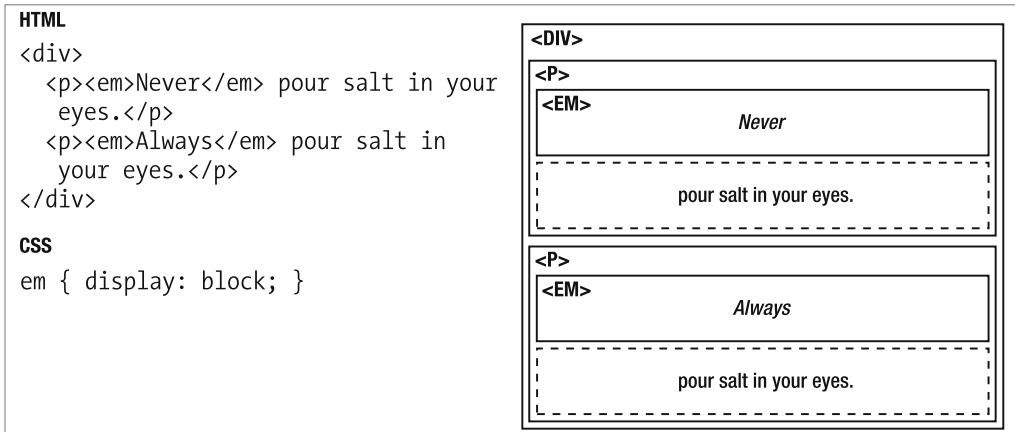 HTML
<div>
<p><em>Never</em> pour salt in your
eyes.</p>
<p><em>Always</em> pour salt in
your eyes.</p>
</div>
CSS
em { display: block; }
<DIV>
<P>
<EM>
Never
pour salt in your eyes.
<P>
<EM>
Always
pour salt in your eyes.